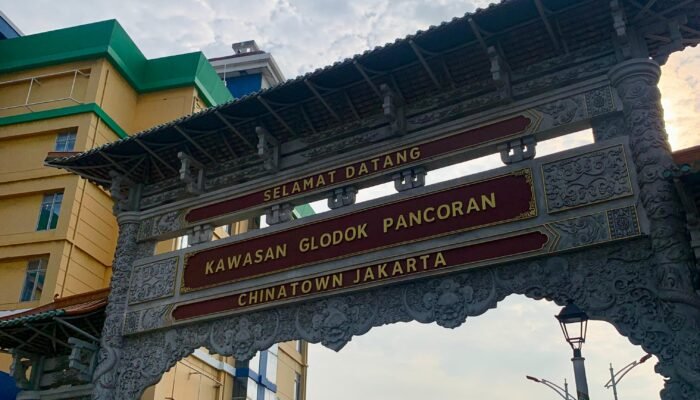 SELAMAT DATANG
KAWASAN GLODOK PANCORAN
CHINATOWN JAKARTA